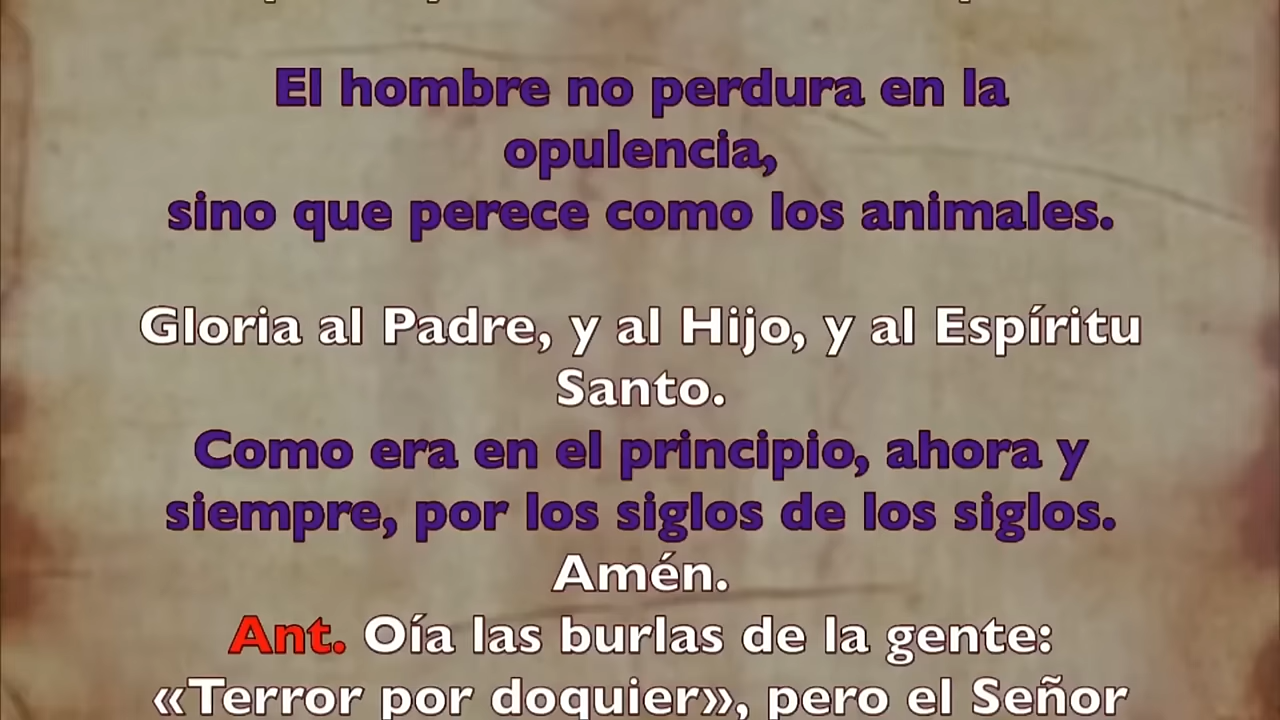 El hombre no perdura en la
opulencia,
sino que perece como los animales.
Gloria al Padre, y al Hijo, y al Espíritu
Santo.
Como era en el principio, ahora y
siempre, por los siglos de los siglos.
Amén.
Ant. Oía las burlas de la gente:
«Terror por doquier», pero el Señor